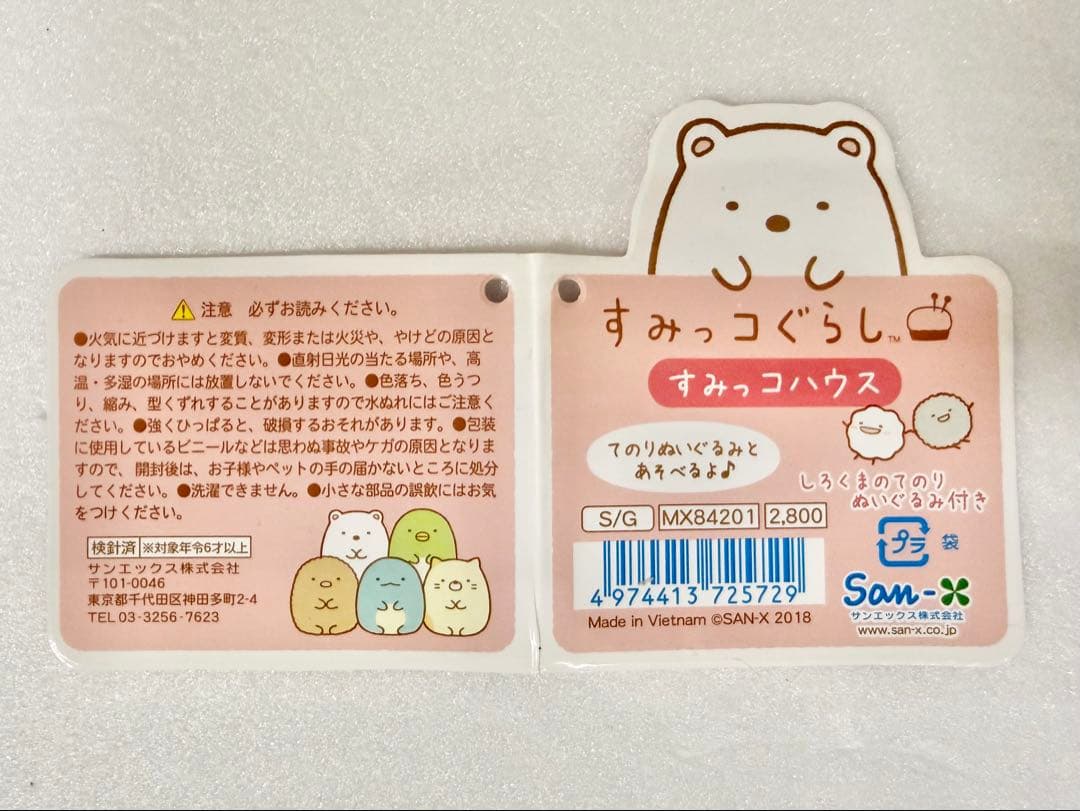 注意 必ずお読みください。
●火気に近づけますと変質、変形または火災や、やけどの原因と
なりますのでおやめください。●直射日光の当たる場所や、高
温・多湿の場所には放置しないでください。●色落ち、色うつ
り、縮み、型くずれすることがありますので水ぬれにはご注意く
ださい。●強くひっぱると、破損するおそれがあります。●包装
に使用しているビニールなどは思わぬ事故やケガの原因となりま
すので、開封後は、お子様やペットの手の届かないところに処分
してください。●洗濯できません。●小さな部品の誤飲にはお気
をつけください。
検針済 ※対象年令6才以上
サンエックス株式会社
〒101-0046
東京都千代田区神田多町2-4
TEL 03-3256-7623
すみっコぐらし™
すみっコハウス
てのりぬいぐるみと
あそべるよ♪
しろくまのてのり
ぬいぐるみ付き
S/G MX84201 2,800
プラ 袋
4 974413 725729
Made in Vietnam ©SAN-X 2018
San-X
サンエックス株式会社
www.san-x.co.jp